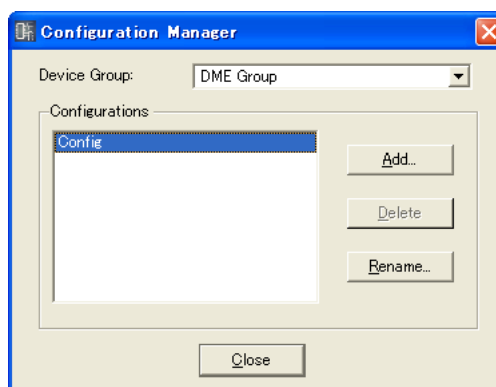 Configuration Manager
Device Group: DME Group
Configurations
Config
Add...
Delete
Rename...
Close